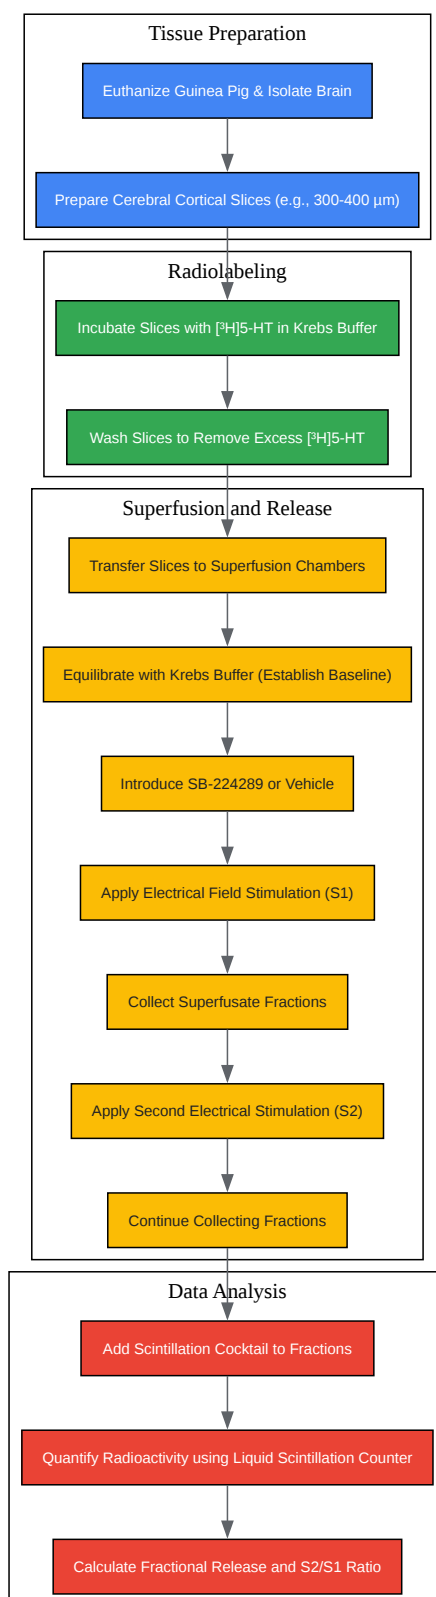 Tissue Preparation
Euthanize Guinea Pig & Isolate Brain
Prepare Cerebral Cortical Slices (e.g., 300-400 µm)
Radiolabeling
Incubate Slices with [³H]5-HT in Krebs Buffer
Wash Slices to Remove Excess [³H]5-HT
Superfusion and Release
Transfer Slices to Superfusion Chambers
Equilibrate with Krebs Buffer (Establish Baseline)
Introduce SB-224289 or Vehicle
Apply Electrical Field Stimulation (S1)
Collect Superfusate Fractions
Apply Second Electrical Stimulation (S2)
Continue Collecting Fractions
Data Analysis
Add Scintillation Cocktail to Fractions
Quantify Radioactivity using Liquid Scintillation Counter
Calculate Fractional Release and S2/S1 Ratio